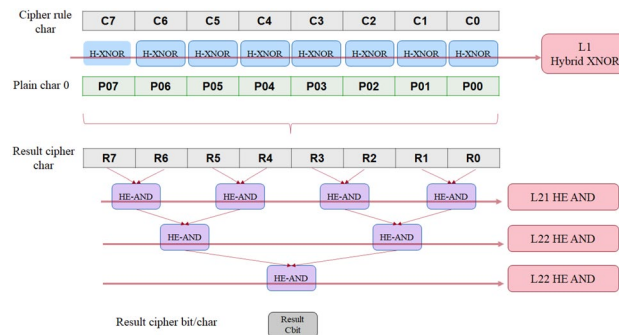 Cipher rule char
C7 C6 C5 C4 C3 C2 C1 C0
H-XNOR H-XNOR H-XNOR H-XNOR H-XNOR H-XNOR H-XNOR H-XNOR
L1
Hybrid XNOR
Plain char 0
P07 P06 P05 P04 P03 P02 P01 P00
Result cipher char
R7 R6 R5 R4 R3 R2 R1 R0
HE-AND HE-AND HE-AND HE-AND
L21 HE AND
HE-AND HE-AND
L22 HE AND
HE-AND
L22 HE AND
Result cipher bit/char
Result
Cbit